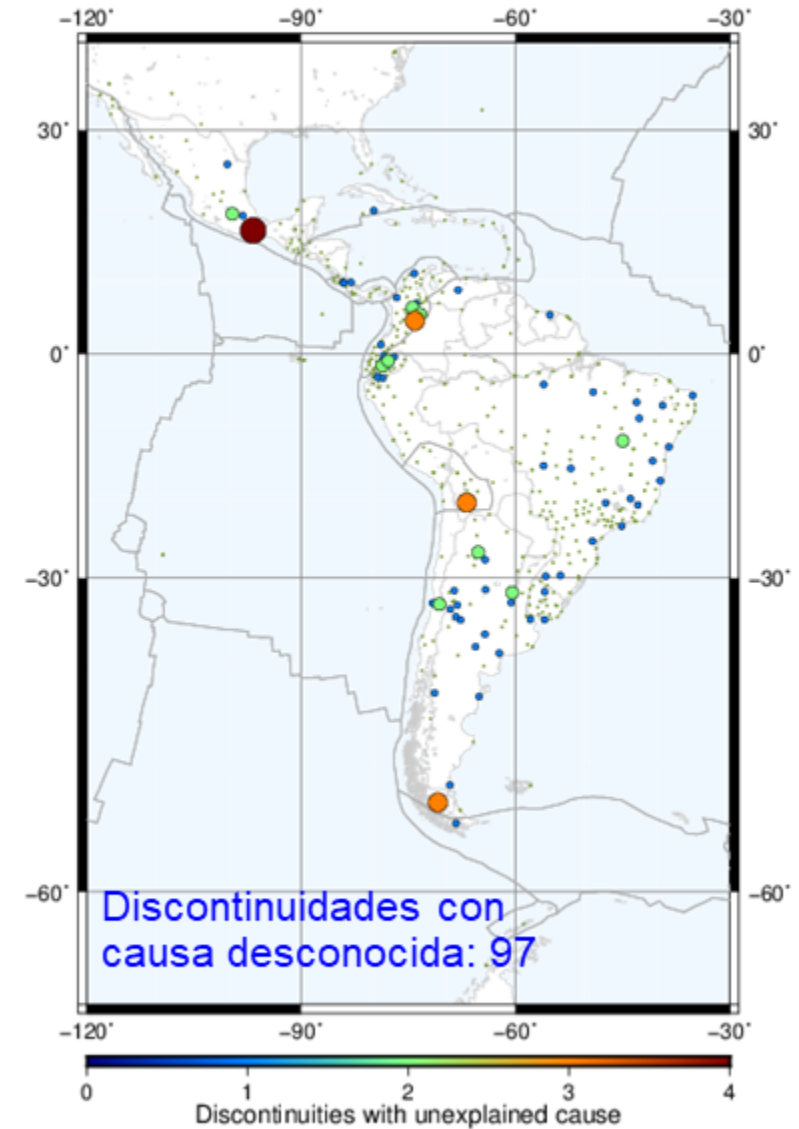 −120˚ −90˚ −60˚ −30˚
30˚ 30˚
0˚ 0˚
−30˚ −30˚
−60˚ −60˚
Discontinuidades con
causa desconocida: 97
−120˚ −90˚ −60˚ −30˚
0 1 2 3 4
Discontinuities with unexplained cause